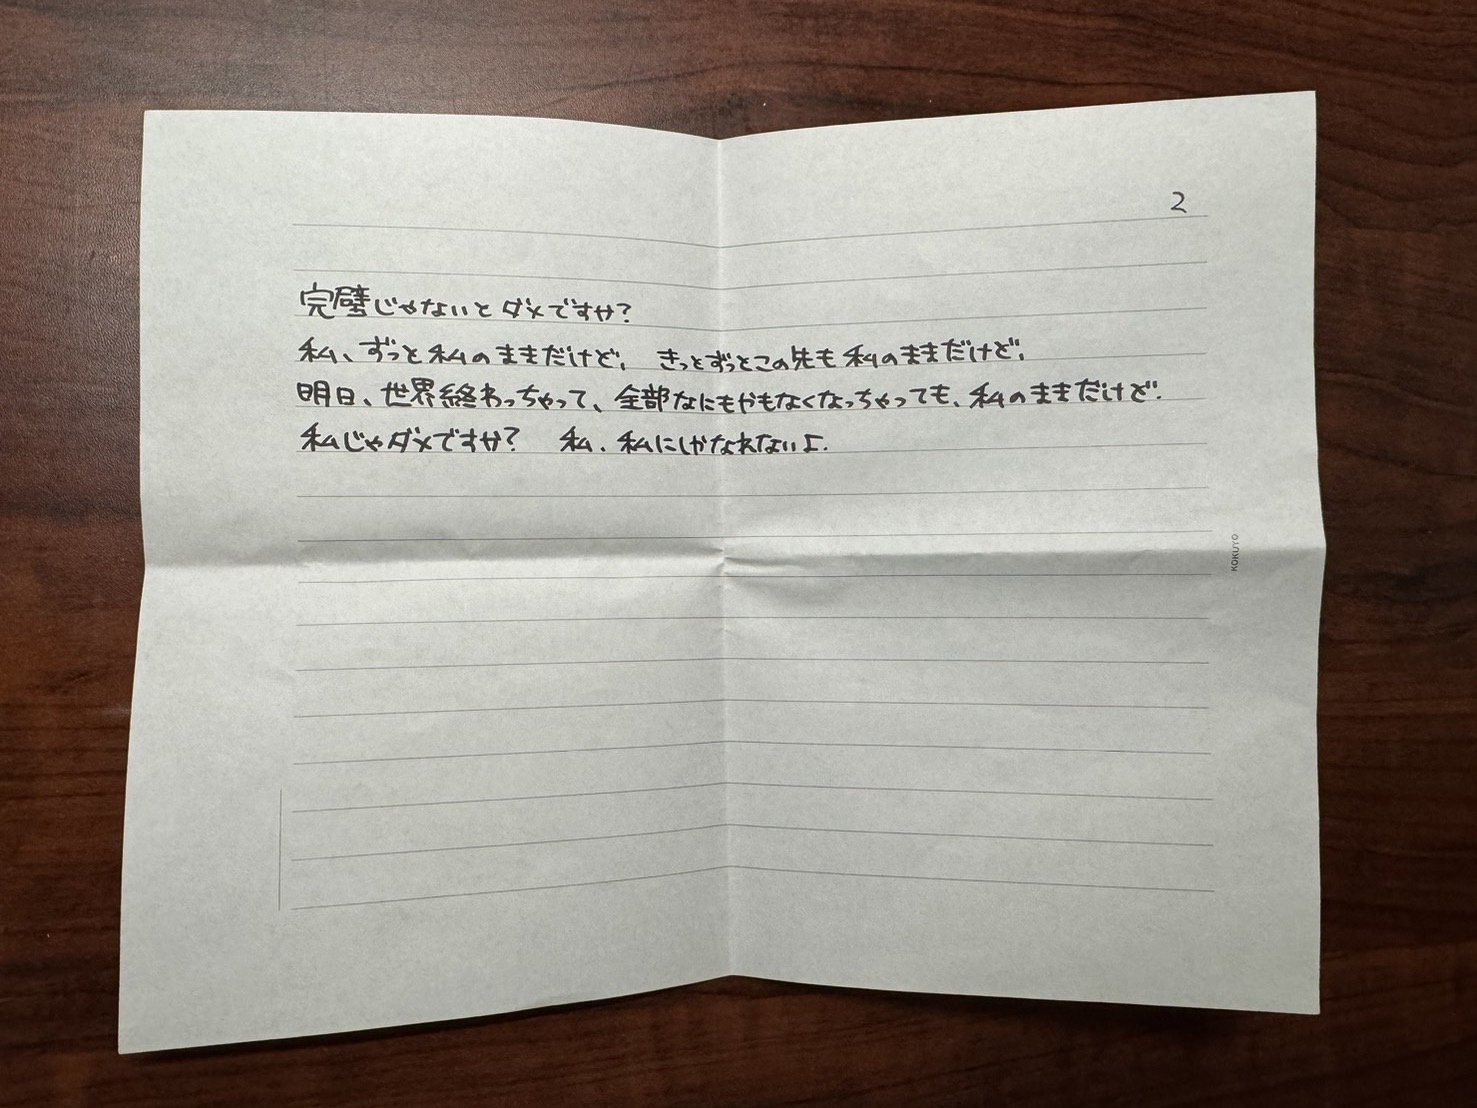 2
完璧じゃないとダメですか?
私、ずっと私のままだけど、きっとずっとこの先も私のままだけど、
明日、世界終わっちゃって、全部なにもかもなくなっちゃっても、私のままだけど.
私じゃダメですか? 私、私にしかなれないよ.
KOKUYO